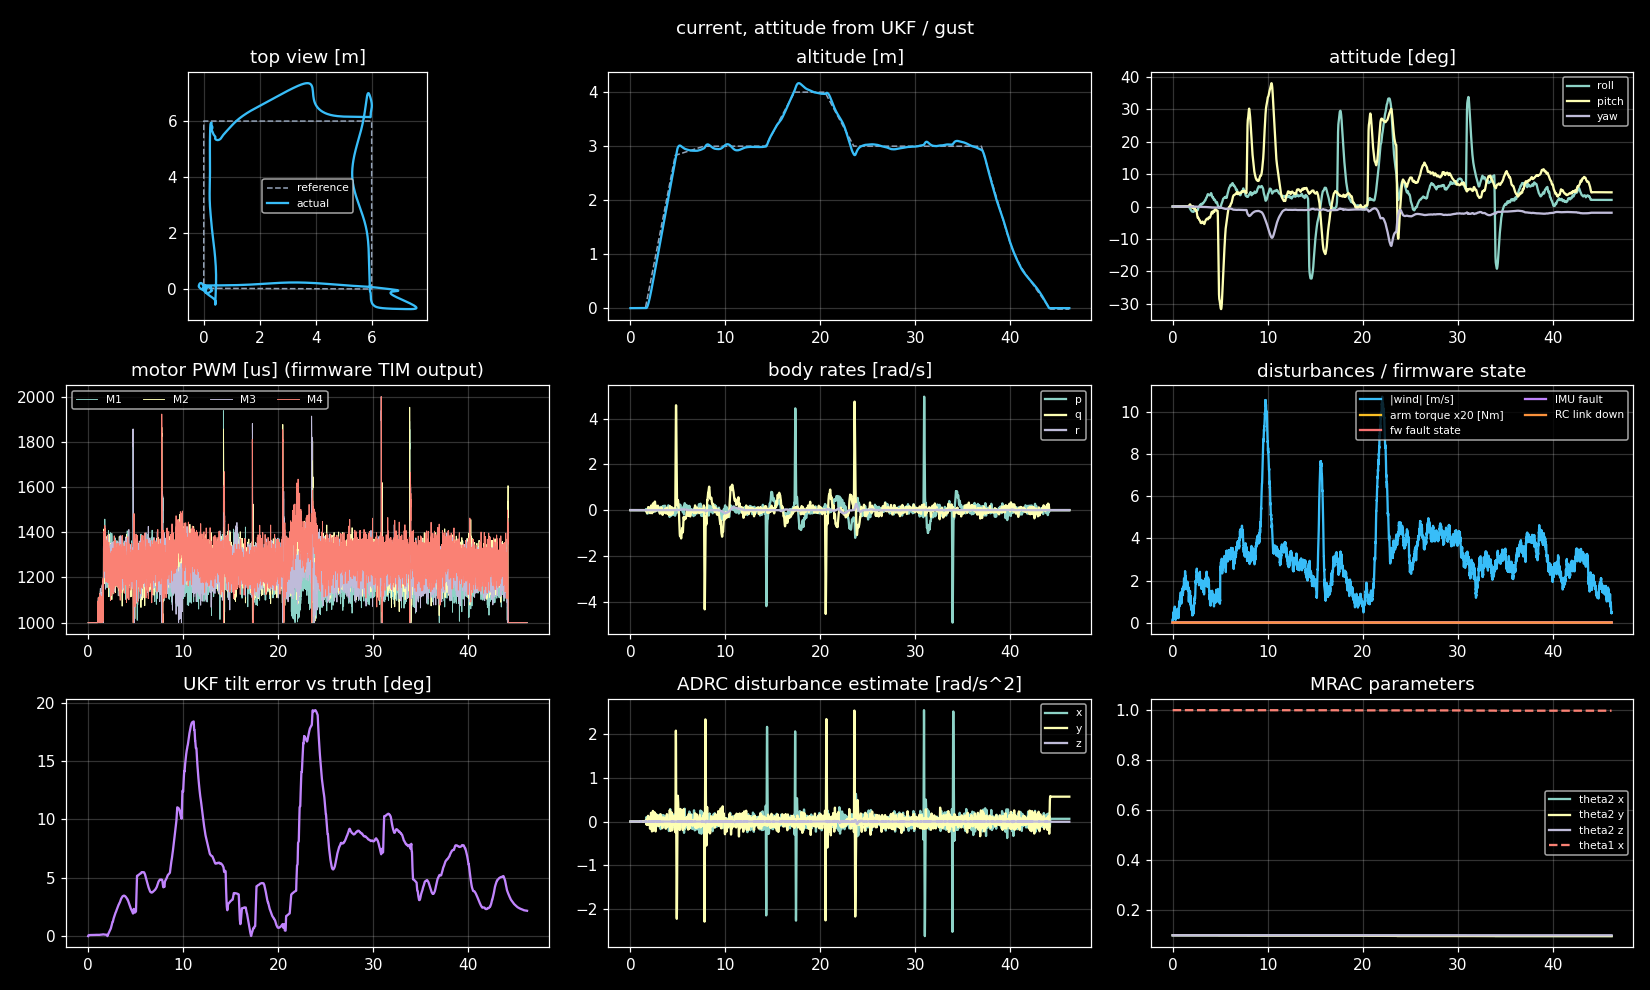 current, attitude from UKF / gust
top view [m]
6
4
2
0
0 2 4 6
reference
actual
altitude [m]
4
3
2
1
0
0 10 20 30 40
attitude [deg]
40
30
20
10
0
−10
−20
−30
0 10 20 30 40
roll
pitch
yaw
motor PWM [us] (firmware TIM output)
M1 M2 M3 M4
2000
1800
1600
1400
1200
1000
0 10 20 30 40
body rates [rad/s]
4
2
0
−2
−4
0 10 20 30 40
p
q
r
disturbances / firmware state
10
8
6
4
2
0
0 10 20 30 40
|wind| [m/s]
arm torque x20 [Nm]
fw fault state
IMU fault
RC link down
UKF tilt error vs truth [deg]
20
15
10
5
0
0 10 20 30 40
ADRC disturbance estimate [rad/s^2]
2
1
0
−1
−2
0 10 20 30 40
x
y
z
MRAC parameters
1.0
0.8
0.6
0.4
0.2
0 10 20 30 40
theta2 x
theta2 y
theta2 z
theta1 x